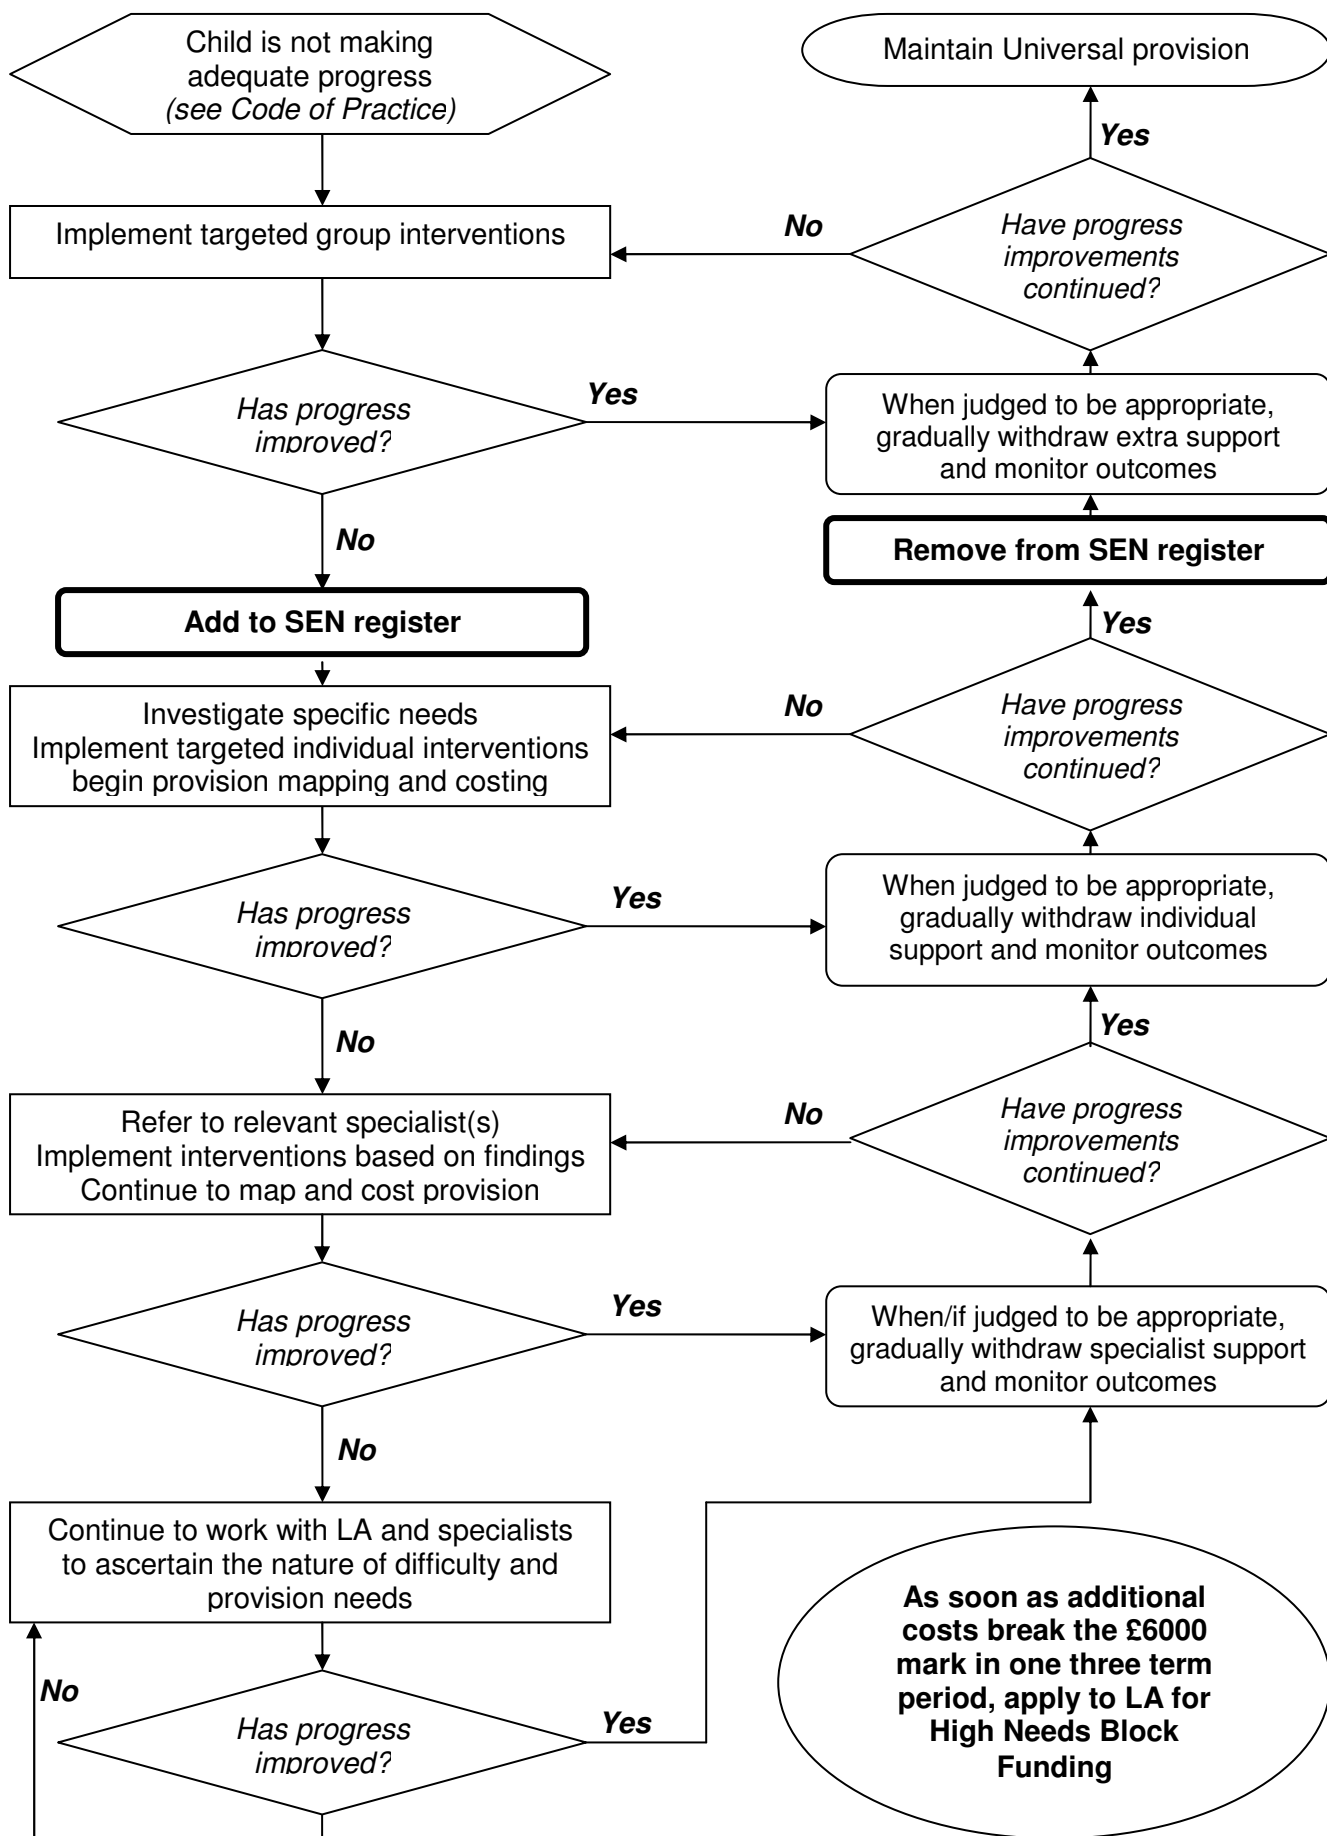 Child is not making
adequate progress
(see Code of Practice)
Maintain Universal provision
Yes
Implement targeted group interventions
No
Have progress
improvements
continued?
Has progress
improved?
Yes
When judged to be appropriate,
gradually withdraw extra support
and monitor outcomes
No
Remove from SEN register
Add to SEN register
Yes
Investigate specific needs
Implement targeted individual interventions
begin provision mapping and costing
No
Have progress
improvements
continued?
Has progress
improved?
Yes
When judged to be appropriate,
gradually withdraw individual
support and monitor outcomes
No
Yes
Refer to relevant specialist(s)
Implement interventions based on findings
Continue to map and cost provision
No
Have progress
improvements
continued?
Has progress
improved?
Yes
When/if judged to be appropriate,
gradually withdraw specialist support
and monitor outcomes
No
Continue to work with LA and specialists
to ascertain the nature of difficulty and
provision needs
No
Has progress
improved?
Yes
As soon as additional
costs break the £6000
mark in one three term
period, apply to LA for
High Needs Block
Funding